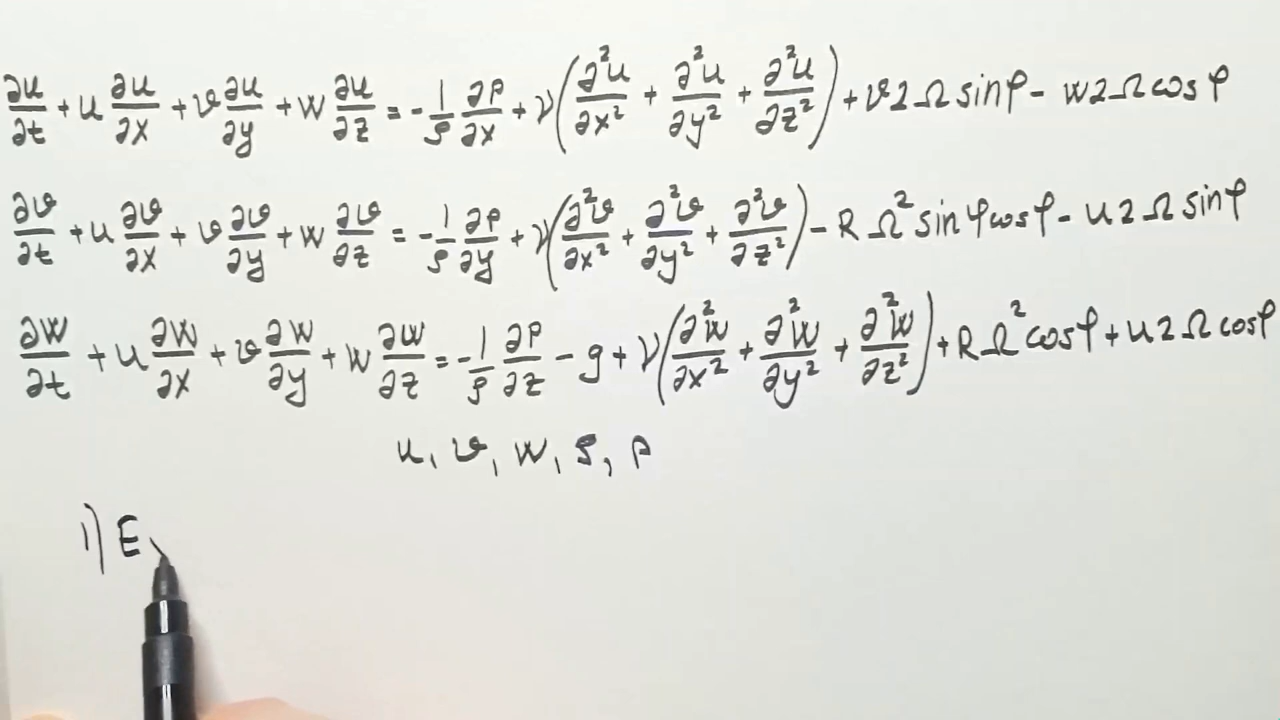 ∂u/∂t + u ∂u/∂x + v ∂u/∂y + w ∂u/∂z = -1/ρ ∂p/∂x + ν(∂²u/∂x² + ∂²u/∂y² + ∂²u/∂z²) + v2Ω sinφ - w2Ω cosφ
∂v/∂t + u ∂v/∂x + v ∂v/∂y + w ∂v/∂z = -1/ρ ∂p/∂y + ν(∂²v/∂x² + ∂²v/∂y² + ∂²v/∂z²) - RΩ² sinφ cosφ - u2Ω sinφ
∂w/∂t + u ∂w/∂x + v ∂w/∂y + w ∂w/∂z = -1/ρ ∂p/∂z - g + ν(∂²w/∂x² + ∂²w/∂y² + ∂²w/∂z²) + RΩ² cosφ + u2Ω cosφ
u, v, w, ρ, p
1) E